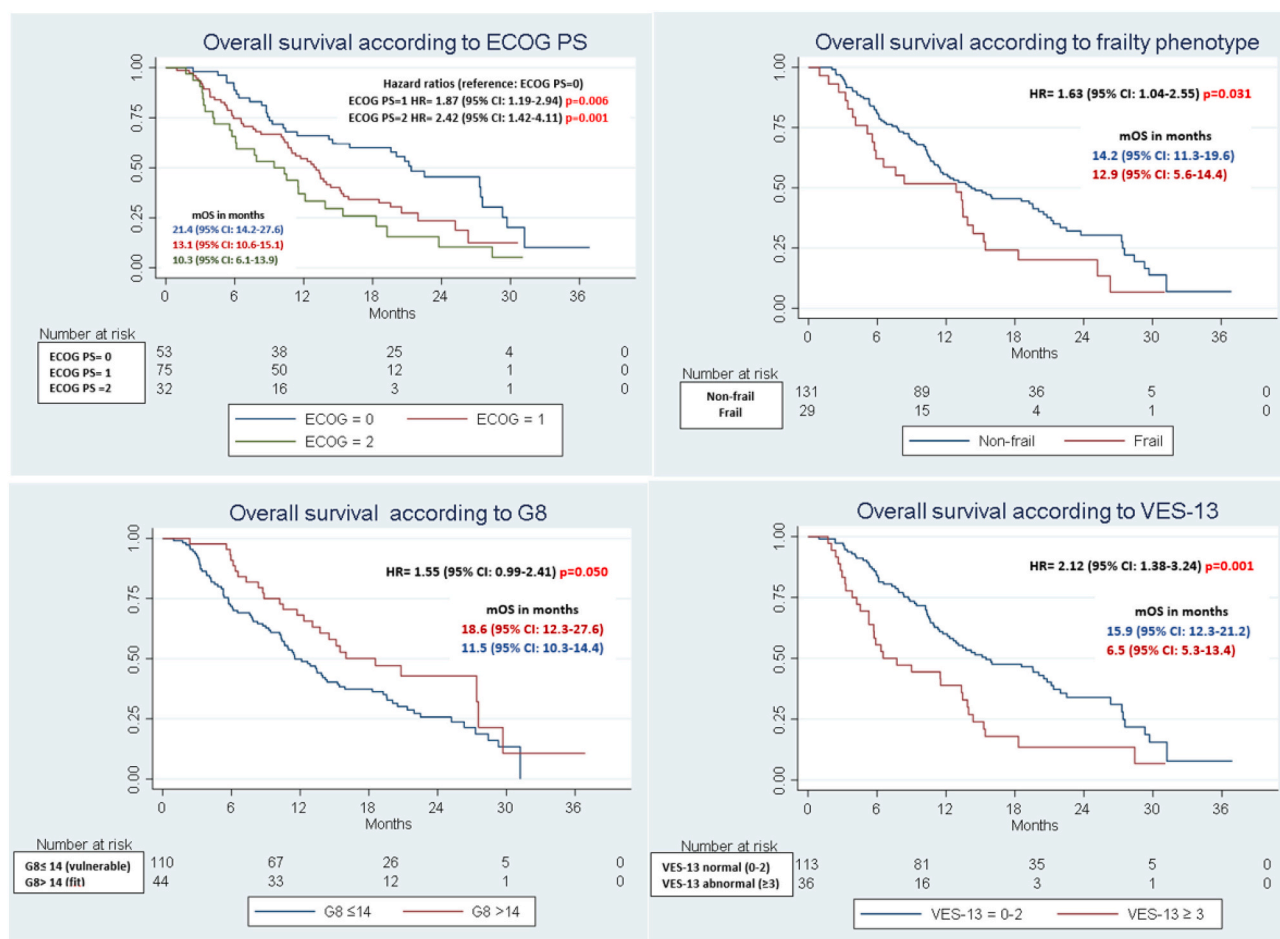 Overall survival according to ECOG PS
1.00
0.75
0.50
0.25
0.00
Hazard ratios (reference: ECOG PS=0)
ECOG PS=1 HR= 1.87 (95% CI: 1.19-2.94) p=0.006
ECOG PS=2 HR= 2.42 (95% CI: 1.42-4.11) p=0.001
mOS in months
21.4 (95% CI: 14.2-27.6)
13.1 (95% CI: 10.6-15.1)
10.3 (95% CI: 6.1-13.9)
0 6 12 18 24 30 36
Months
Number at risk
ECOG PS= 0 53 38 25 4 0
ECOG PS= 1 75 50 12 1 0
ECOG PS =2 32 16 3 1 0
ECOG = 0 ECOG = 1
ECOG = 2
Overall survival according to frailty phenotype
1.00
0.75
0.50
0.25
0.00
HR= 1.63 (95% CI: 1.04-2.55) p=0.031
mOS in months
14.2 (95% CI: 11.3-19.6)
12.9 (95% CI: 5.6-14.4)
0 6 12 18 24 30 36
Months
Number at risk
Non-frail 131 89 36 5 0
Frail 29 15 4 1 0
Non-frail Frail
Overall survival according to G8
1.00
0.75
0.50
0.25
0.00
HR= 1.55 (95% CI: 0.99-2.41) p=0.050
mOS in months
18.6 (95% CI: 12.3-27.6)
11.5 (95% CI: 10.3-14.4)
0 6 12 18 24 30 36
Months
Number at risk
G8≤ 14 (vulnerable) 110 67 26 5 0
G8> 14 (fit) 44 33 12 1 0
G8 ≤14 G8 >14
Overall survival according to VES-13
1.00
0.75
0.50
0.25
0.00
HR= 2.12 (95% CI: 1.38-3.24) p=0.001
mOS in months
15.9 (95% CI: 12.3-21.2)
6.5 (95% CI: 5.3-13.4)
0 6 12 18 24 30 36
Months
Number at risk
VES-13 normal (0-2) 113 81 35 5 0
VES-13 abnormal (≥3) 36 16 3 1 0
VES-13 = 0-2 VES-13 ≥ 3